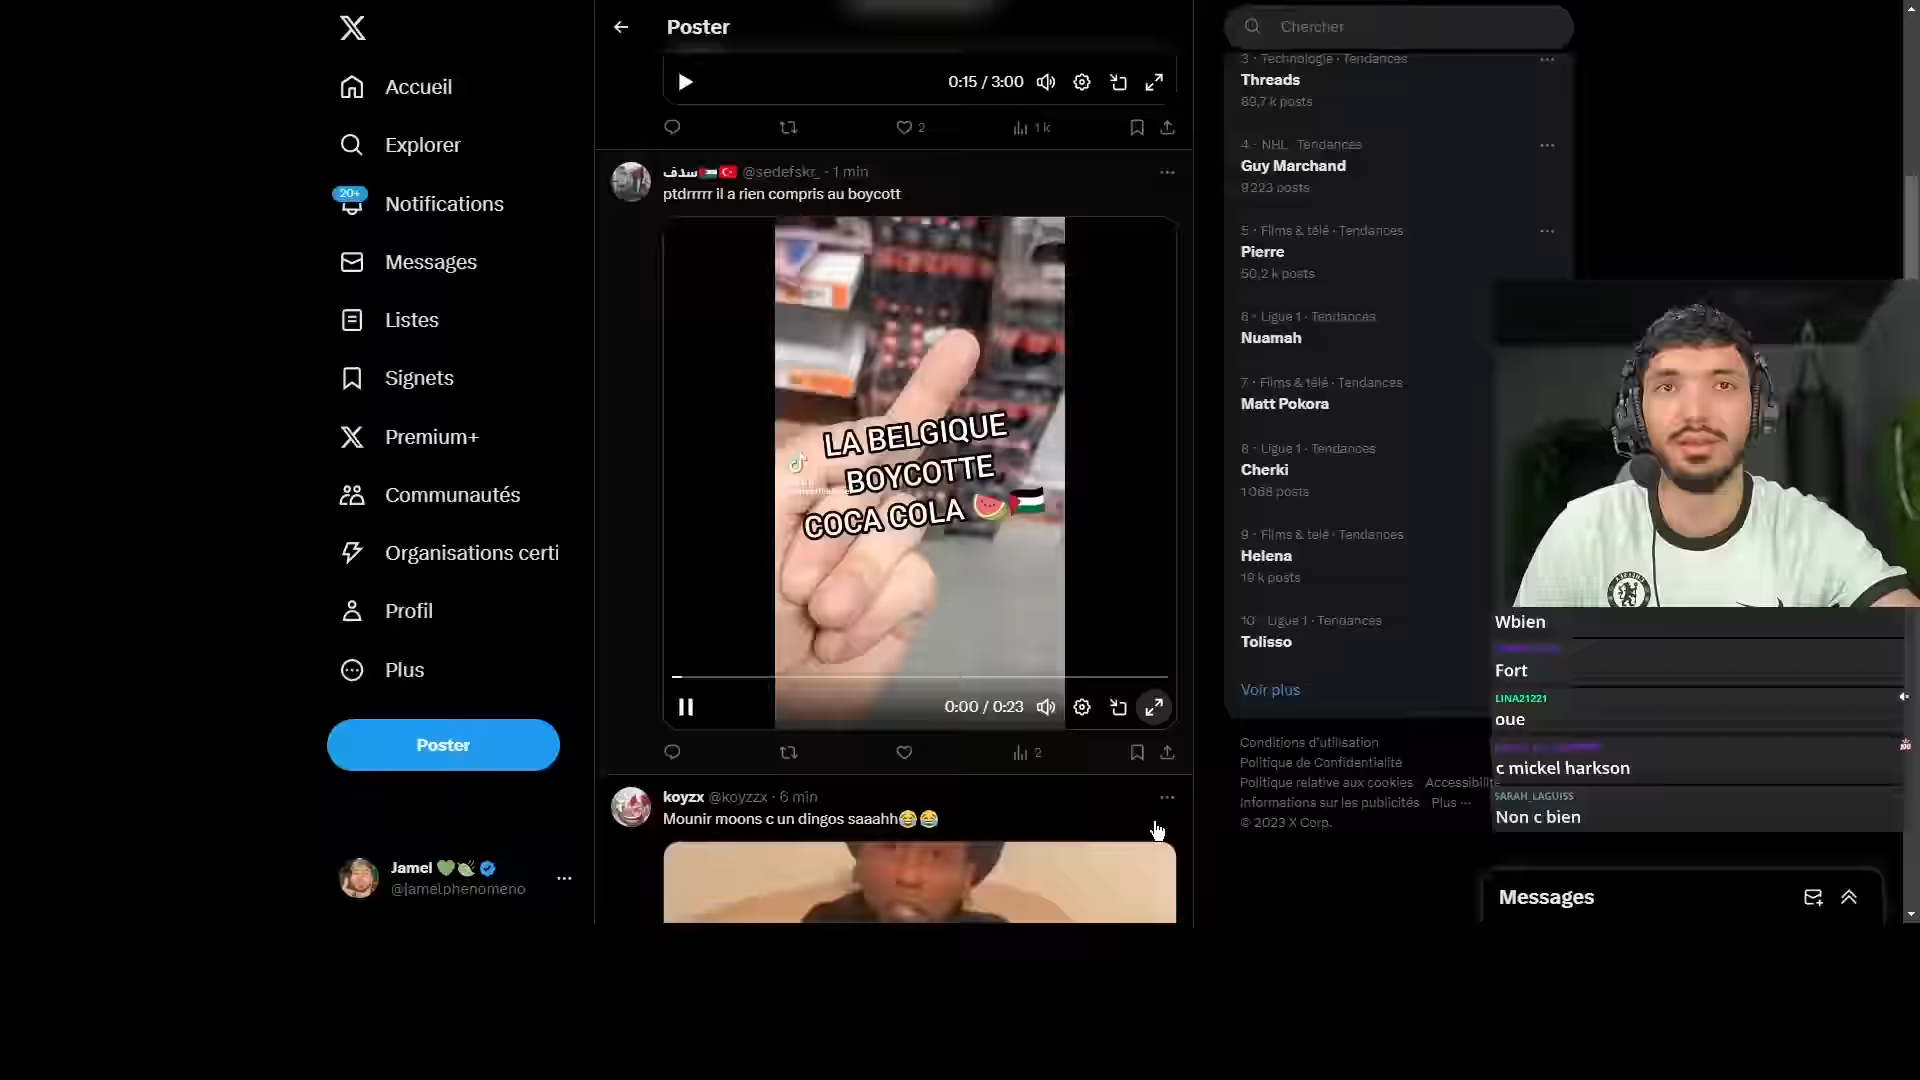 Accueil
Explorer
20+
Notifications
Messages
Listes
Signets
Premium+
Communautés
Organisations certi
Profil
Plus
Poster
Jamel
@jamelphenomeno
Poster
0:15 / 3:00
2
1 k
سدف @sedefskr_ · 1 min
ptdrrrrr il a rien compris au boycott
LA BELGIQUE
BOYCOTTE
COCA COLA
0:00 / 0:23
2
koyzx @koyzzx · 6 min
Mounir moons c un dingos saaahh
Chercher
3 · Technologie · Tendances
Threads
89,7 k posts
4 · NHL · Tendances
Guy Marchand
9 223 posts
5 · Films & télé · Tendances
Pierre
50,2 k posts
6 · Ligue 1 · Tendances
Nuamah
7 · Films & télé · Tendances
Matt Pokora
8 · Ligue 1 · Tendances
Cherki
1 068 posts
9 · Films & télé · Tendances
Helena
19 k posts
10 · Ligue 1 · Tendances
Tolisso
Voir plus
Conditions d'utilisation
Politique de Confidentialité
Politique relative aux cookies Accessibilité
Informations sur les publicités Plus ···
© 2023 X Corp.
Wbien
Fort
LINA21221
oue
c mickel harkson
SARAH_LAGUISS
Non c bien
Messages